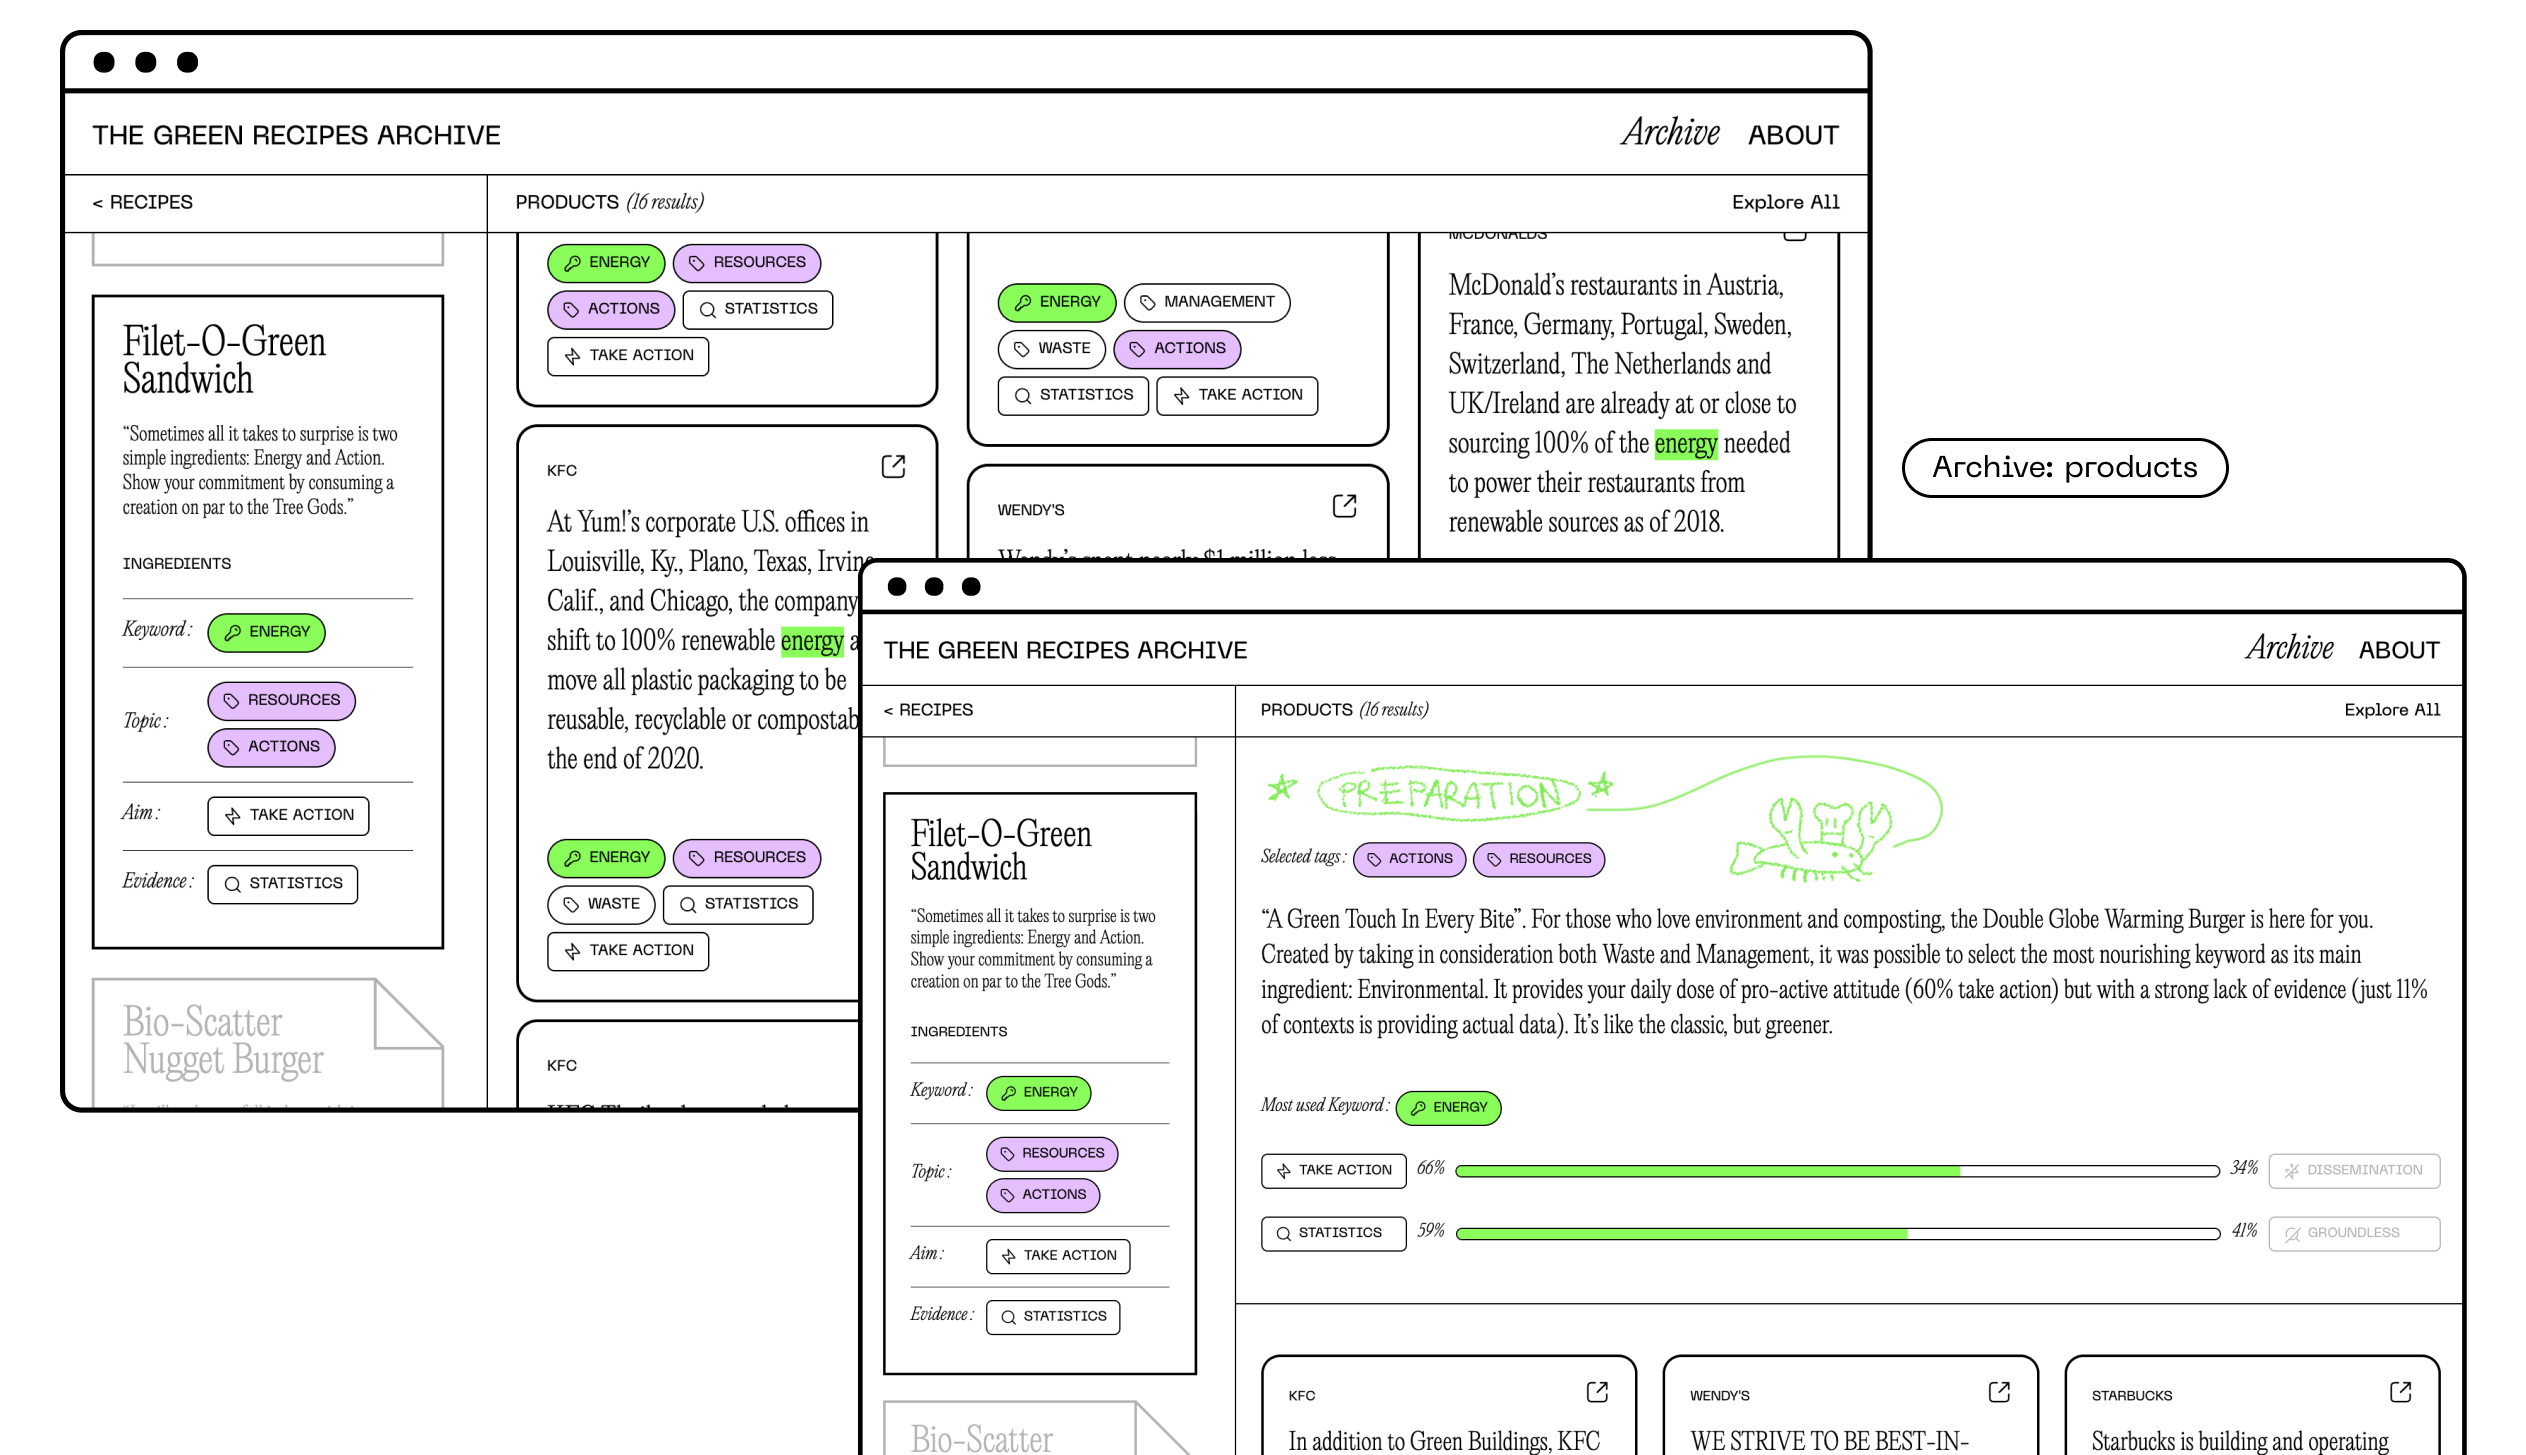 THE GREEN RECIPES ARCHIVE
Archive ABOUT
< RECIPES
PRODUCTS (16 results)
Explore All
Filet-O-Green
Sandwich
“Sometimes all it takes to surprise is two
simple ingredients: Energy and Action.
Show your commitment by consuming a
creation on par to the Tree Gods.”
INGREDIENTS
Keyword: ENERGY
Topic: RESOURCES
ACTIONS
Aim: TAKE ACTION
Evidence: STATISTICS
Bio-Scatter
Nugget Burger
ENERGY RESOURCES
ACTIONS STATISTICS
TAKE ACTION
KFC
At Yum!’s corporate U.S. offices in
Louisville, Ky., Plano, Texas, Irvine
Calif., and Chicago, the company
shift to 100% renewable energy
move all plastic packaging to be
reusable, recyclable or
the end of 2020.
ENERGY RESOURCES
WASTE STATISTICS
TAKE ACTION
KFC
ENERGY MANAGEMENT
WASTE ACTIONS
STATISTICS TAKE ACTION
WENDY'S
Wendy’s spent nearly $1 million less
MCDONALDS
McDonald’s restaurants in Austria,
France, Germany, Portugal, Sweden,
Switzerland, The Netherlands and
UK/Ireland are already at or close to
sourcing 100% of the energy needed
to power their restaurants from
renewable sources as of 2018.
Archive: products
THE GREEN RECIPES ARCHIVE
Archive ABOUT
< RECIPES
PRODUCTS (16 results)
Explore All
Filet-O-Green
Sandwich
“Sometimes all it takes to surprise is two
simple ingredients: Energy and Action.
Show your commitment by consuming a
creation on par to the Tree Gods.”
INGREDIENTS
Keyword: ENERGY
Topic: RESOURCES
ACTIONS
Aim: TAKE ACTION
Evidence: STATISTICS
Bio-Scatter
PREPARATION
Selected tags: ACTIONS RESOURCES
“A Green Touch In Every Bite”. For those who love environment and composting, the Double Globe Warming Burger is here for you.
Created by taking in consideration both Waste and Management, it was possible to select the most nourishing keyword as its main
ingredient: Environmental. It provides your daily dose of pro-active attitude (60% take action) but with a strong lack of evidence (just 11%
of contexts is providing actual data). It’s like the classic, but greener.
Most used Keyword: ENERGY
TAKE ACTION 66% 34% DISSEMINATION
STATISTICS 59% 41% GROUNDLESS
KFC
In addition to Green Buildings, KFC
WENDY'S
WE STRIVE TO BE BEST-IN-
STARBUCKS
Starbucks is building and operating